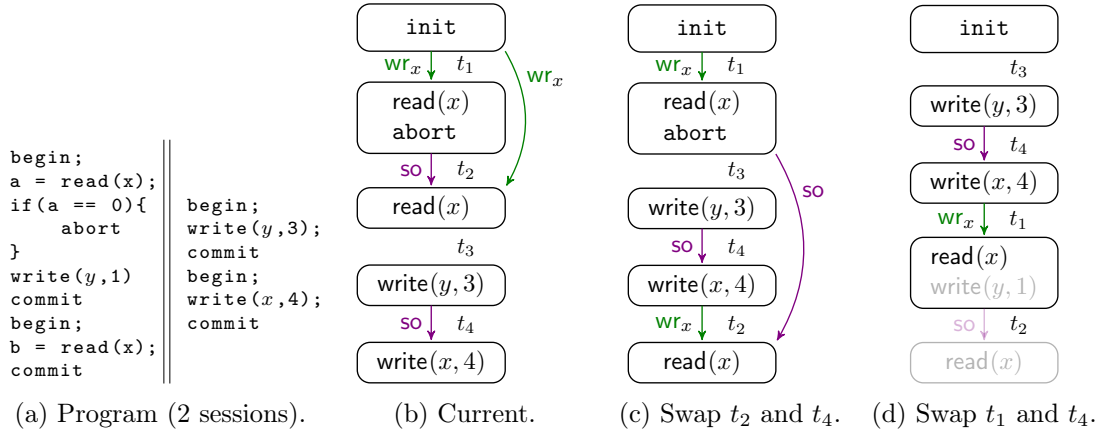 begin;
a = read(x);
if(a == 0){
abort
}
write(y,1)
commit
begin;
b = read(x);
commit
begin;
write(y,3);
commit
begin;
write(x,4);
commit
(a) Program (2 sessions).
init
wr_x t_1
wr_x
read(x)
abort
so t_2
read(x)
t_3
write(y, 3)
so t_4
write(x, 4)
(b) Current.
init
wr_x t_1
read(x)
abort
t_3
so
write(y, 3)
so t_4
write(x, 4)
wr_x t_2
read(x)
(c) Swap t_2 and t_4.
init
t_3
write(y, 3)
so t_4
write(x, 4)
wr_x t_1
read(x)
write(y, 1)
so t_2
read(x)
(d) Swap t_1 and t_4.